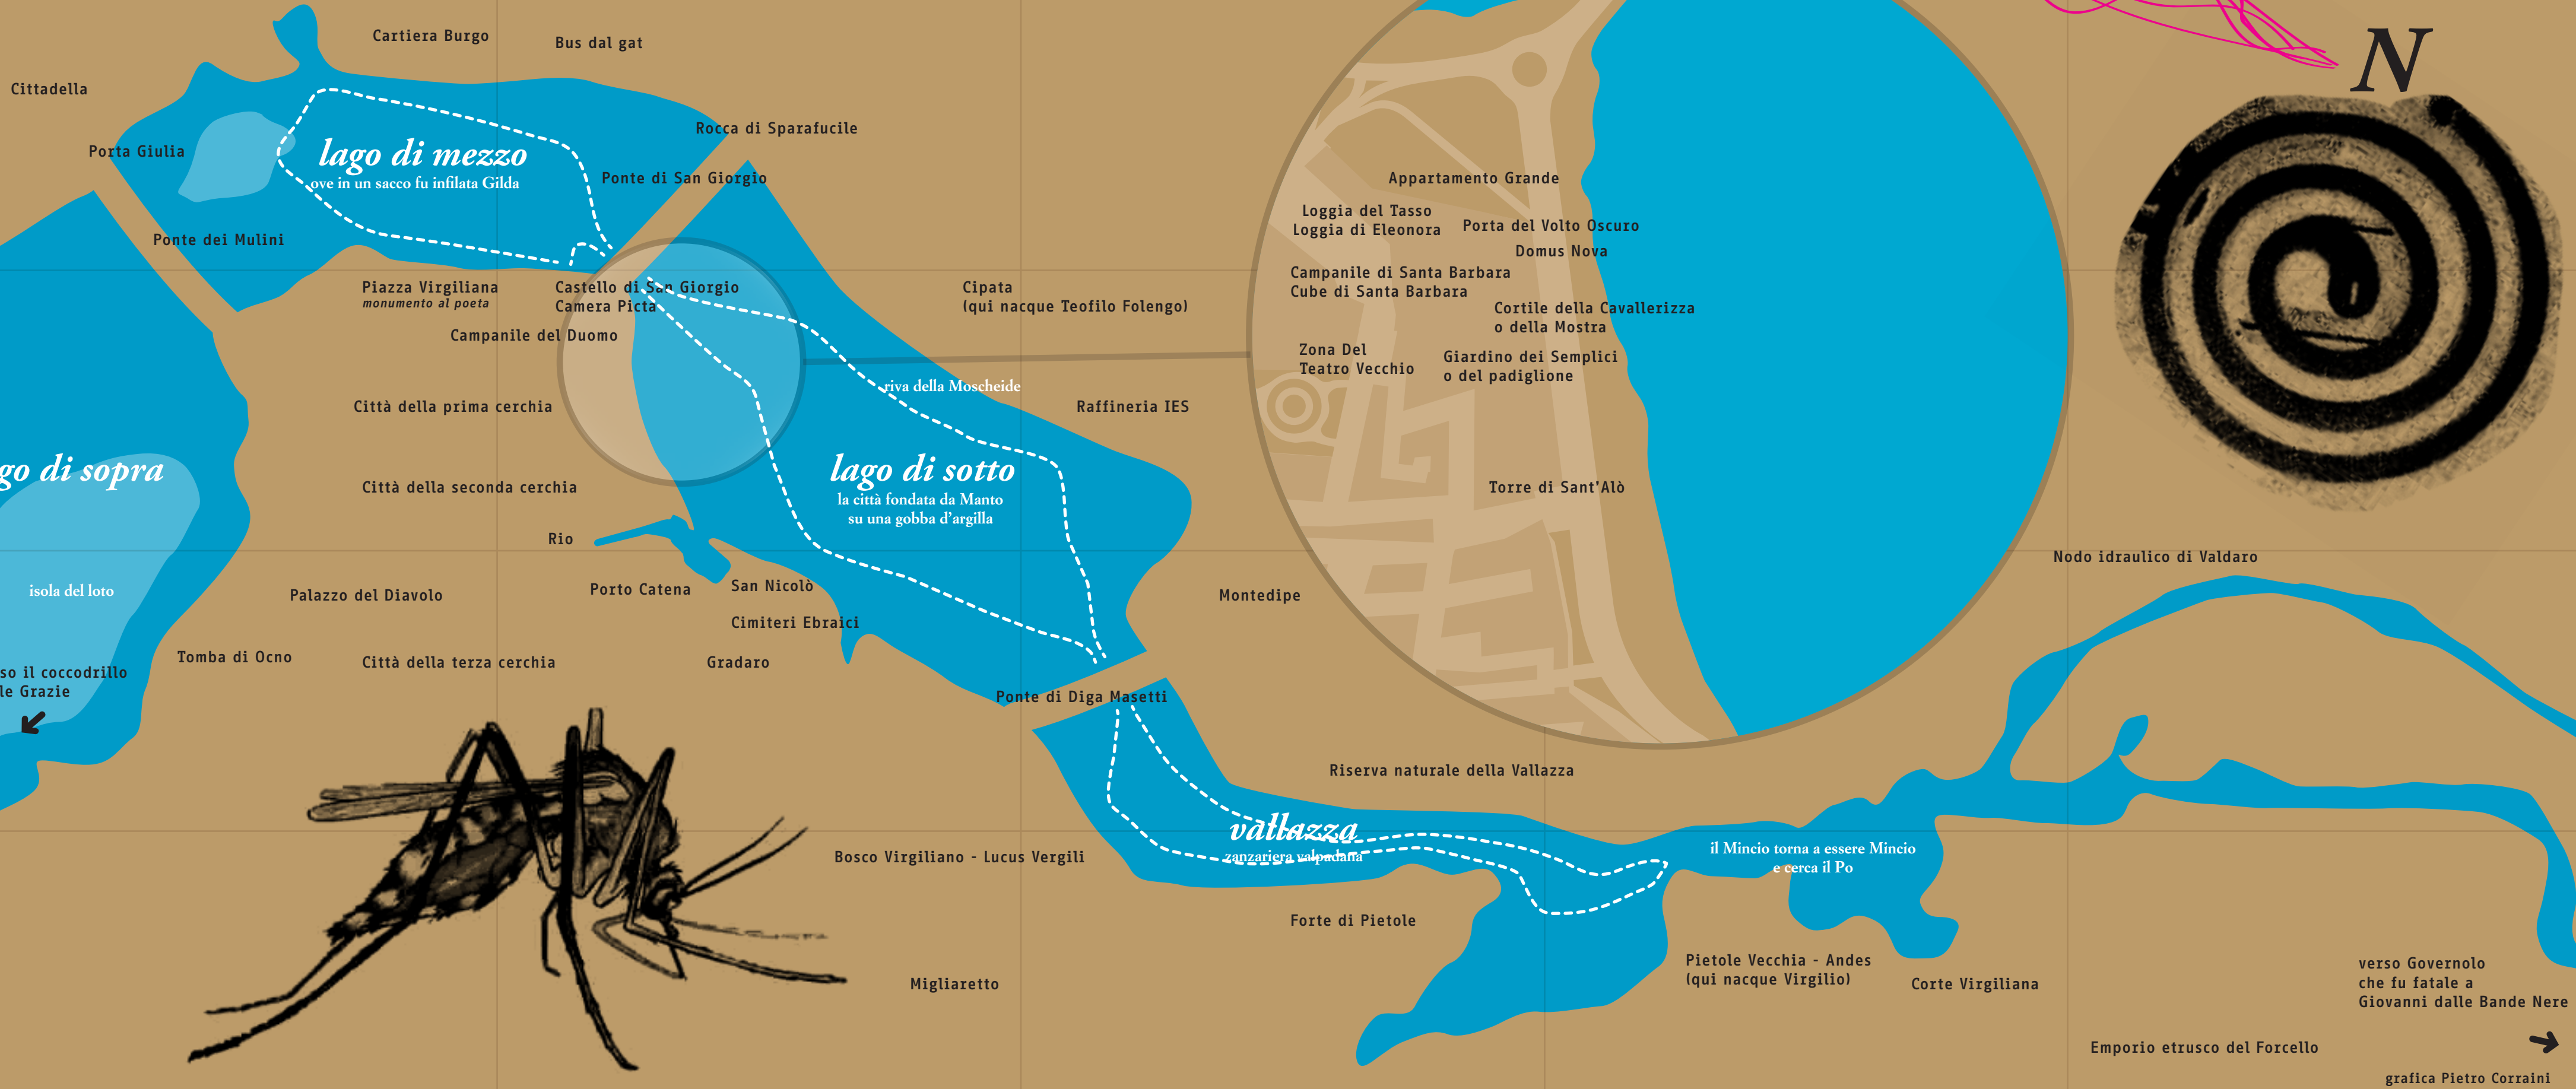 N
Cartiera Burgo
Bus dal gat
Cittadella
Rocca di Sparafucile
Porta Giulia
lago di mezzo
ove in un sacco fu infilata Gilda
Ponte di San Giorgio
Ponte dei Mulini
Piazza Virgiliana
monumento al poeta
Castello di San Giorgio
Camera Picta
Campanile del Duomo
Cipata
(qui nacque Teofilo Folengo)
Appartamento Grande
Loggia del Tasso
Loggia di Eleonora
Porta del Volto Oscuro
Domus Nova
Campanile di Santa Barbara
Cube di Santa Barbara
Cortile della Cavallerizza
o della Mostra
Zona Del
Teatro Vecchio
Giardino dei Semplici
o del padiglione
Torre di Sant'Alò
riva della Moscheide
Città della prima cerchia
Raffineria IES
go di sopra
lago di sotto
la città fondata da Manto
su una gobba d'argilla
Città della seconda cerchia
Rio
isola del loto
Palazzo del Diavolo
Porto Catena
San Nicolò
Cimiteri Ebraici
Montedipe
Nodo idraulico di Valdaro
Tomba di Ocno
Città della terza cerchia
Gradaro
so il coccodrillo
le Grazie
Ponte di Diga Masetti
Riserva naturale della Vallazza
vallazza
zanzariera valpadana
Bosco Virgiliano - Lucus Vergili
il Mincio torna a essere Mincio
e cerca il Po
Forte di Pietole
Migliaretto
Pietole Vecchia - Andes
(qui nacque Virgilio)
Corte Virgiliana
verso Governolo
che fu fatale a
Giovanni dalle Bande Nere
Emporio etrusco del Forcello
grafica Pietro Corraini